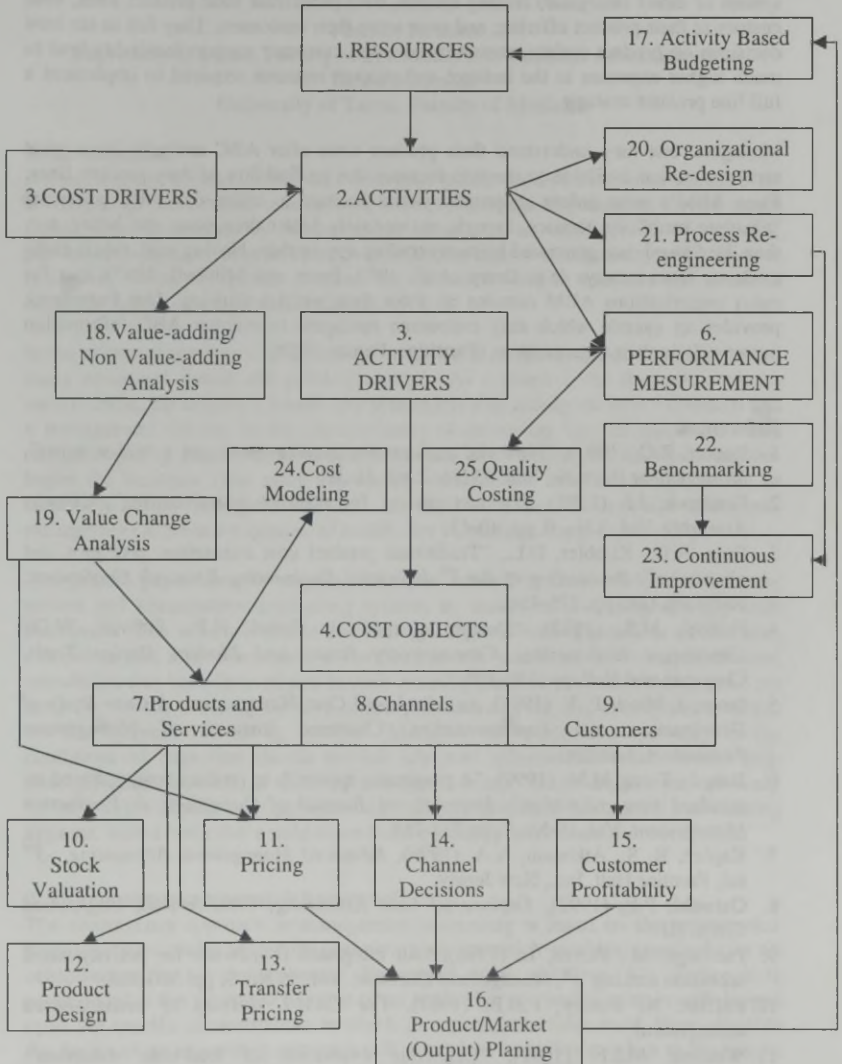 1.RESOURCES
17. Activity Based
Budgeting
20. Organizational
Re-design
3.COST DRIVERS
2.ACTIVITIES
21. Process Re-
engineering
18.Value-adding/
Non Value-adding
Analysis
3.
ACTIVITY
DRIVERS
6.
PERFORMANCE
MESUREMENT
24.Cost
Modeling
25.Quality
Costing
22.
Benchmarking
19. Value Change
Analysis
23. Continuous
Improvement
4.COST OBJECTS
7.Products and
Services
8.Channels
9.
Customers
10.
Stock
Valuation
11.
Pricing
14.
Channel
Decisions
15.
Customer
Profitability
12.
Product
Design
13.
Transfer
Pricing
16.
Product/Market
(Output) Planing